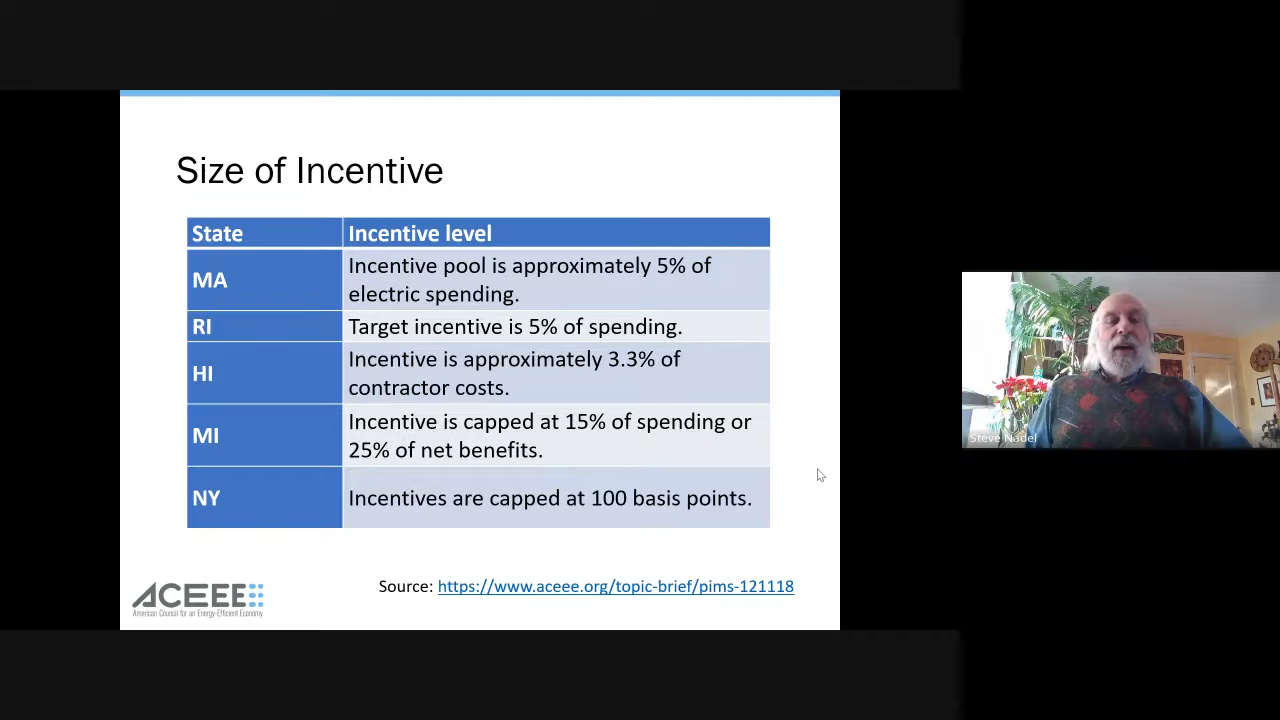 Size of Incentive
State Incentive level
MA Incentive pool is approximately 5% of
electric spending.
RI Target incentive is 5% of spending.
HI Incentive is approximately 3.3% of
contractor costs.
MI Incentive is capped at 15% of spending or
25% of net benefits.
NY Incentives are capped at 100 basis points.
Source: https://www.aceee.org/topic-brief/pims-121118
ACEEE
American Council for an Energy-Efficient Economy
Steve Nadel